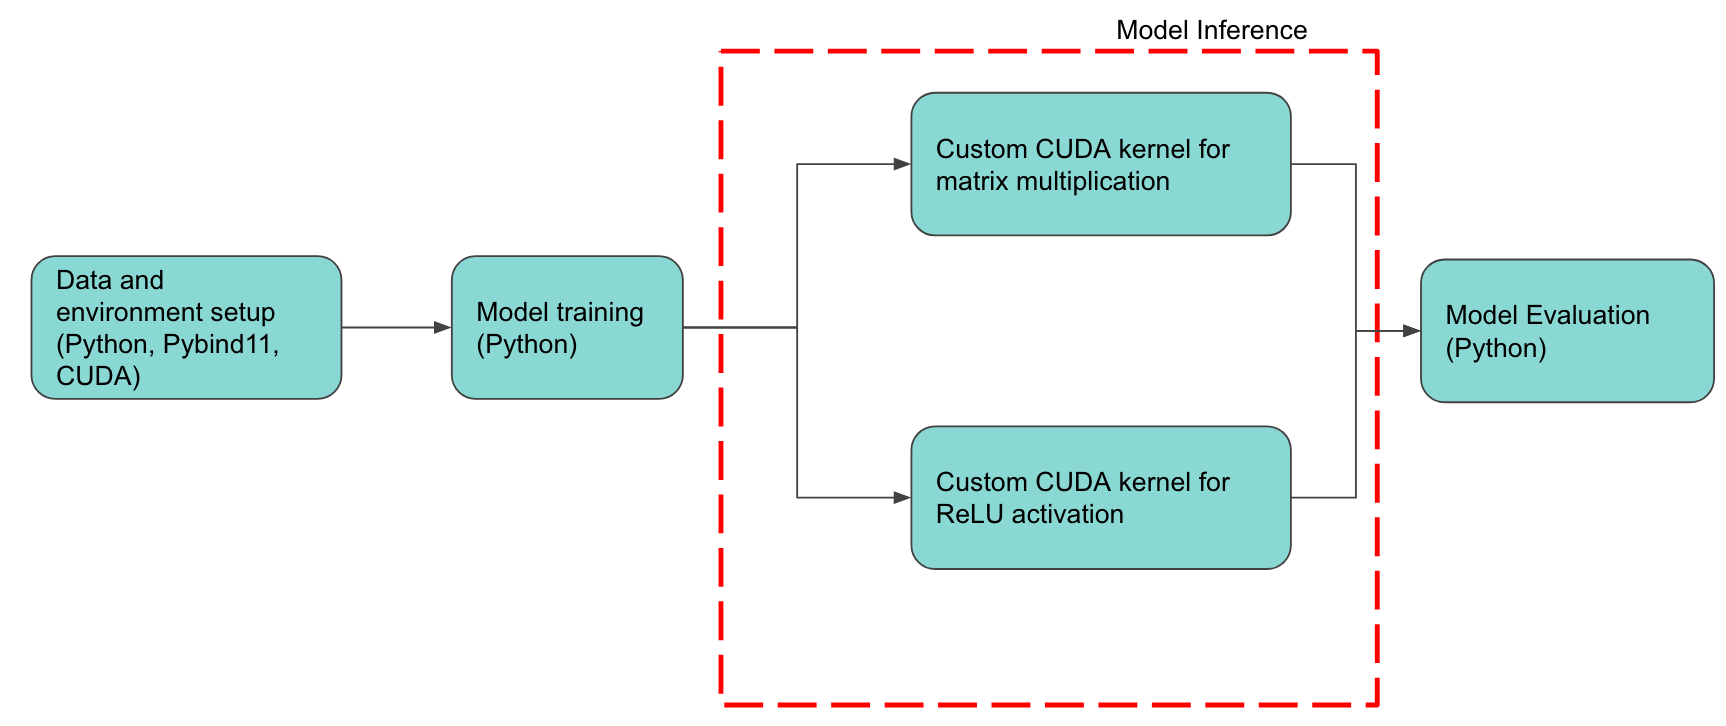 Model Inference
Custom CUDA kernel for
matrix multiplication
Data and
environment setup
(Python, Pybind11,
CUDA)
Model training
(Python)
Model Evaluation
(Python)
Custom CUDA kernel for
ReLU activation